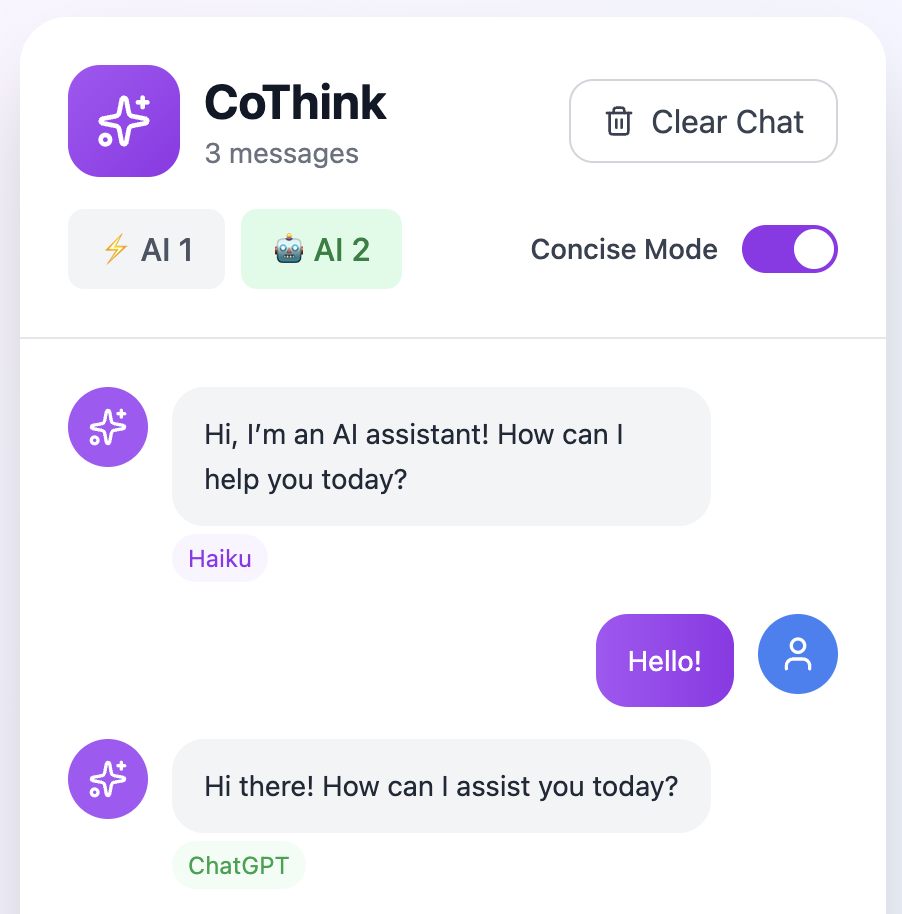 CoThink
3 messages
Clear Chat
AI 1
AI 2
Concise Mode
Hi, I’m an AI assistant! How can I
help you today?
Haiku
Hello!
Hi there! How can I assist you today?
ChatGPT